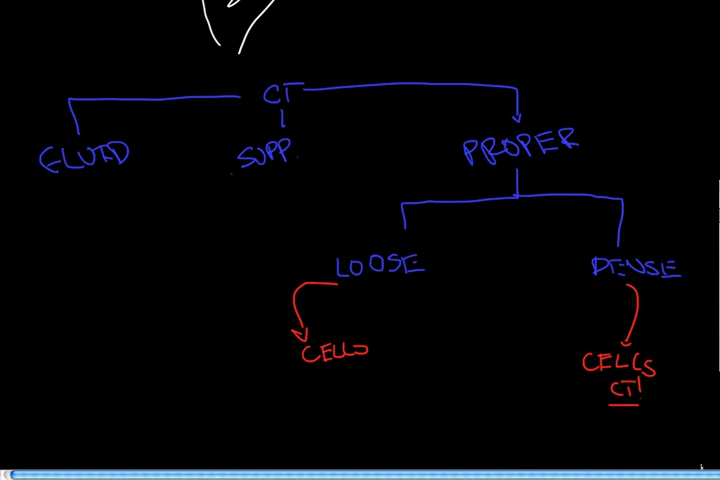 CT
FLUID
SUPP.
PROPER
LOOSE
DENSE
CELLS
CELLS
CT!